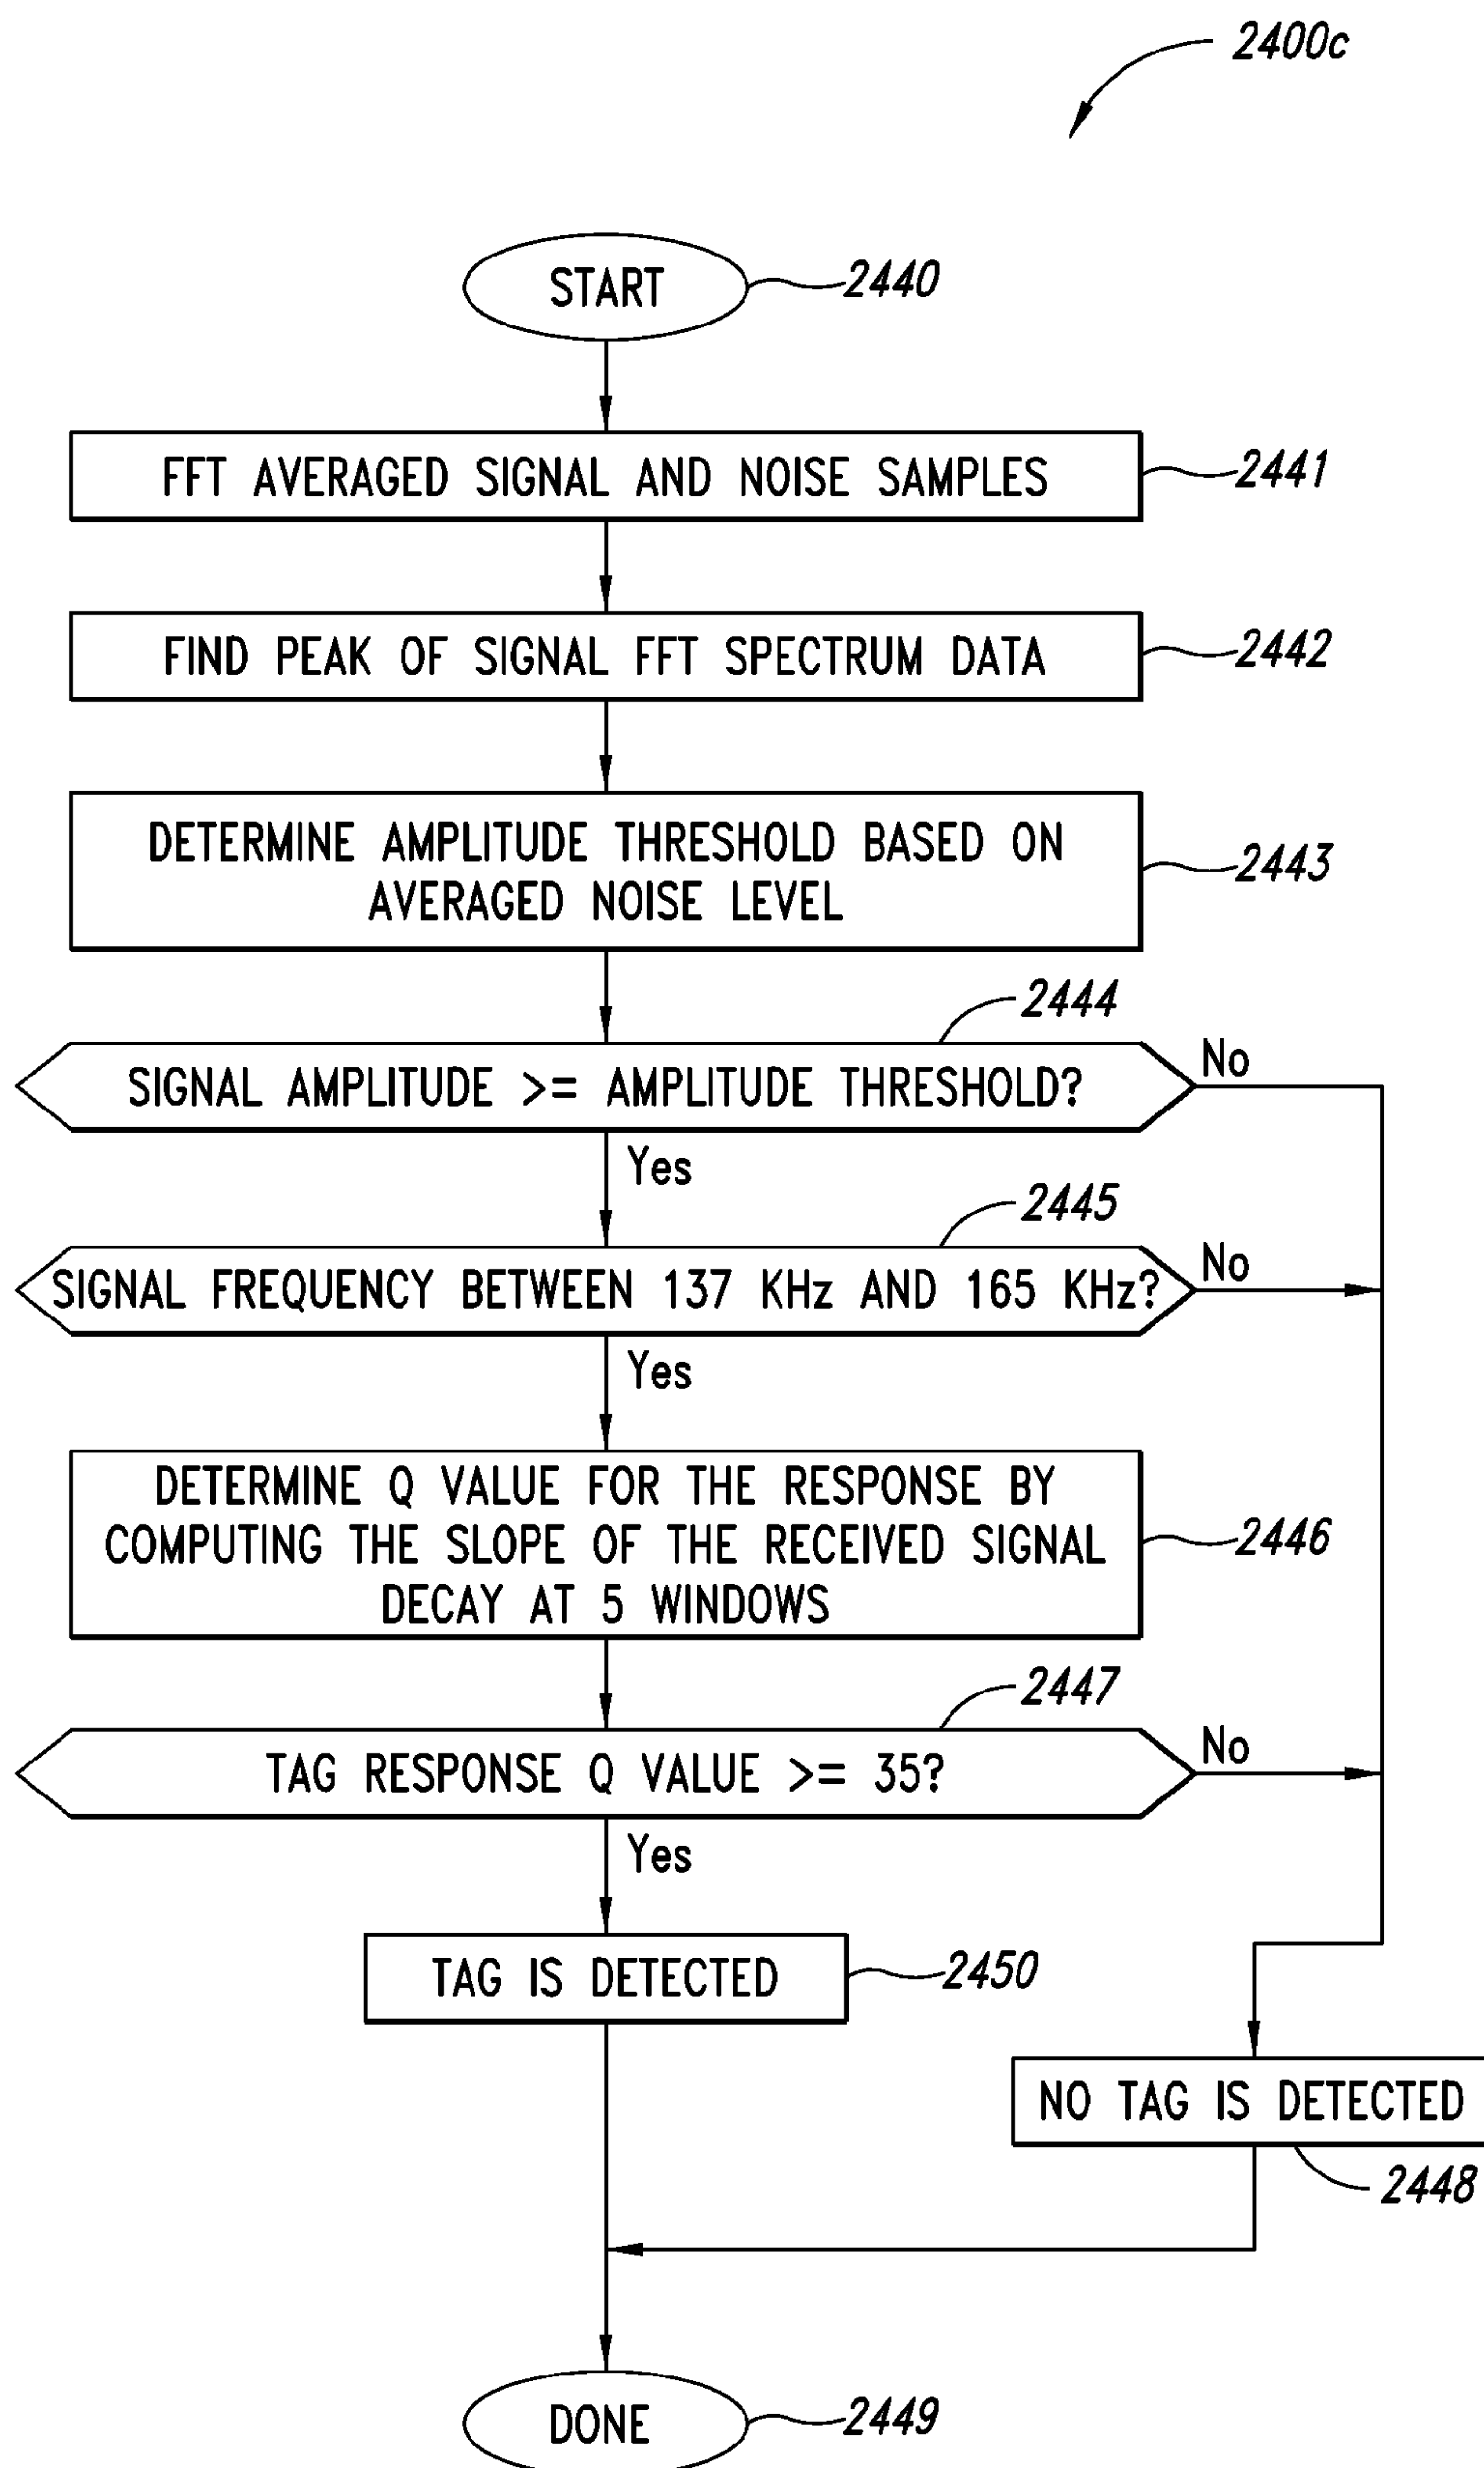 2400c
START
2440
FFT AVERAGED SIGNAL AND NOISE SAMPLES
2441
FIND PEAK OF SIGNAL FFT SPECTRUM DATA
2442
DETERMINE AMPLITUDE THRESHOLD BASED ON
AVERAGED NOISE LEVEL
2443
2444
SIGNAL AMPLITUDE >= AMPLITUDE THRESHOLD?
No
Yes
2445
SIGNAL FREQUENCY BETWEEN 137 KHz AND 165 KHz?
No
Yes
DETERMINE Q VALUE FOR THE RESPONSE BY
COMPUTING THE SLOPE OF THE RECEIVED SIGNAL
DECAY AT 5 WINDOWS
2446
2447
TAG RESPONSE Q VALUE >= 35?
No
Yes
TAG IS DETECTED
2450
NO TAG IS DETECTED
2448
DONE
2449